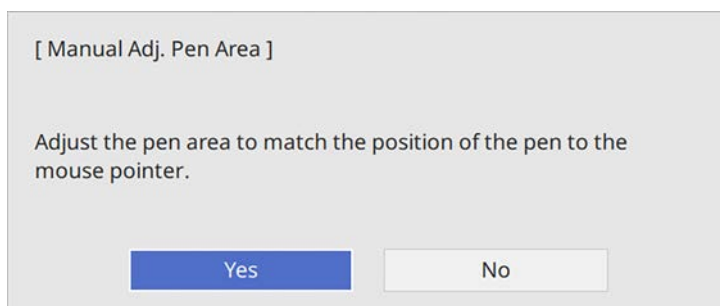 [ Manual Adj. Pen Area ]
Adjust the pen area to match the position of the pen to the
mouse pointer.
Yes
No